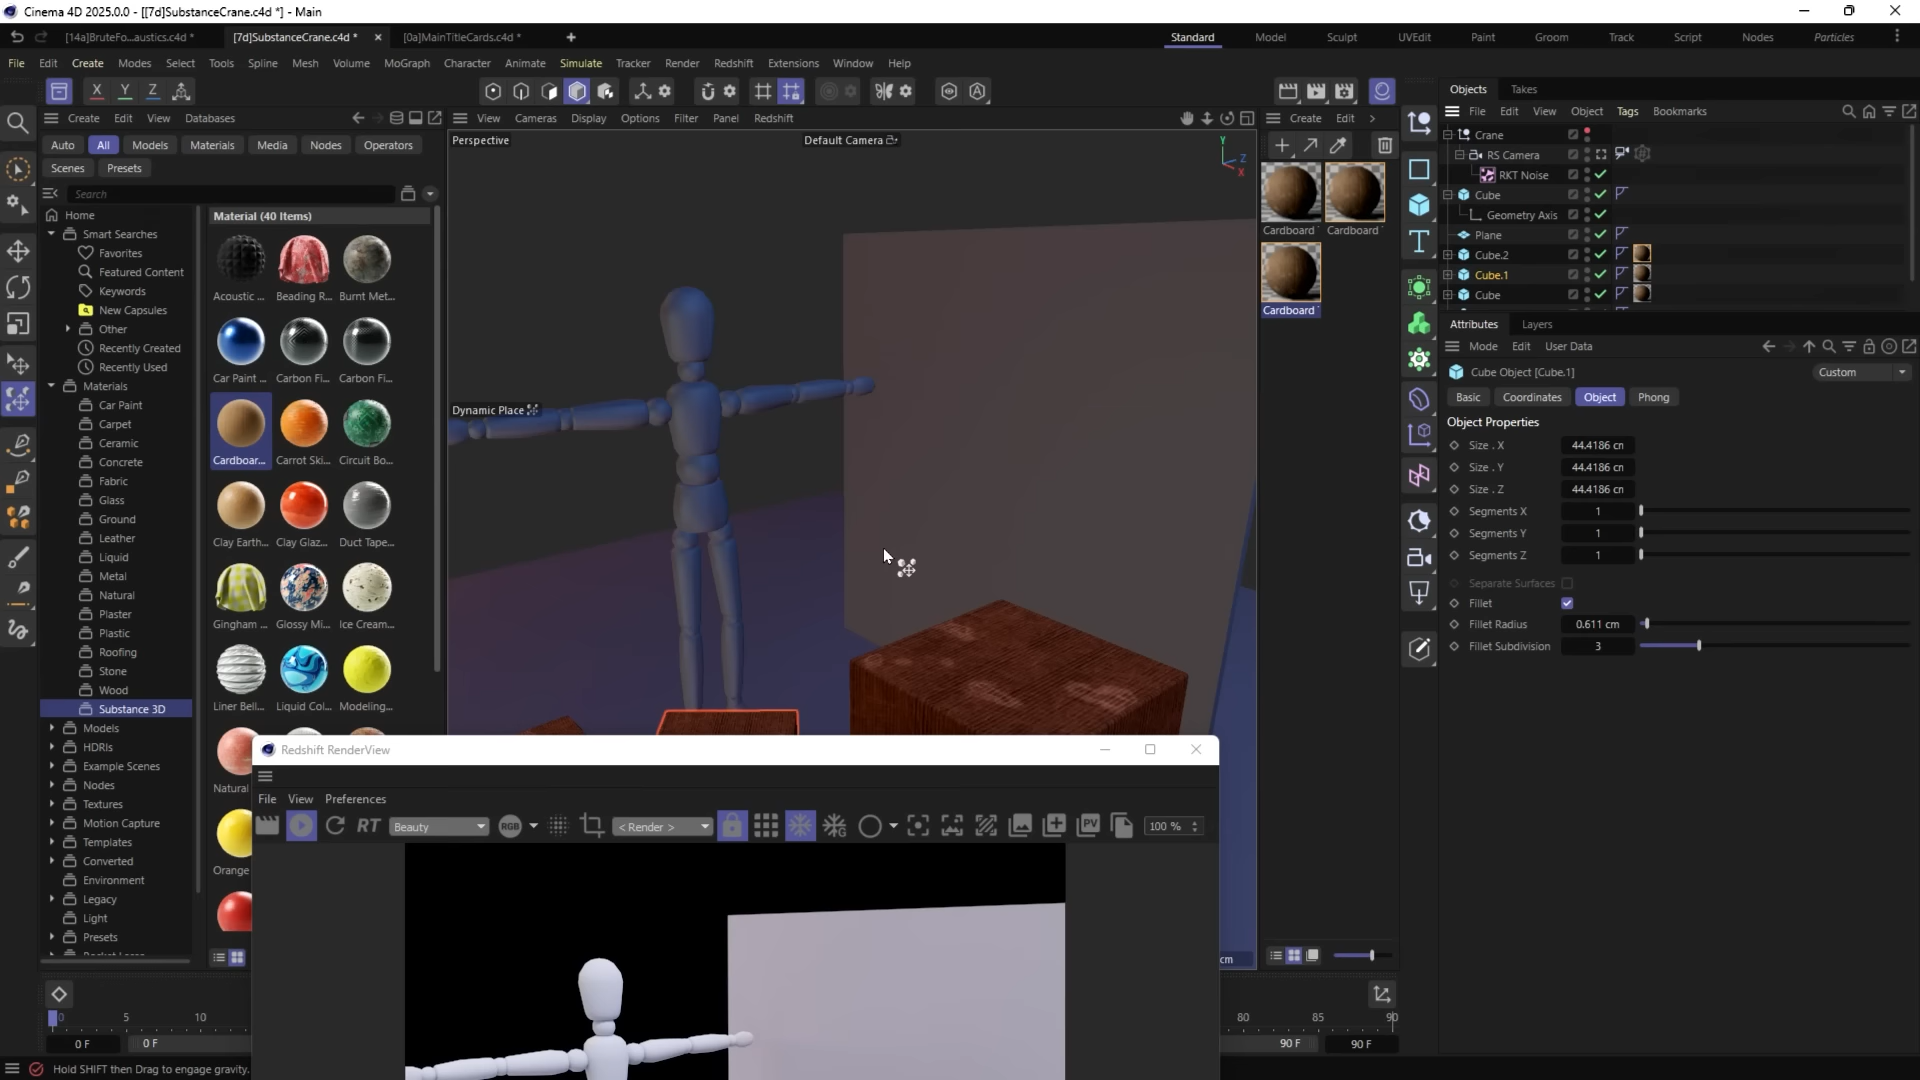 Cinema 4D 2025.0.0 - [[7d]SubstanceCrane.c4d *] - Main
[14a]BruteFo...austics.c4d *
[7d]SubstanceCrane.c4d *
[0a]MainTitleCards.c4d *
Standard Model Sculpt UVEdit Paint Groom Track Script Nodes Particles
File Edit Create Modes Select Tools Spline Mesh Volume MoGraph Character Animate Simulate Tracker Render Redshift Extensions Window Help
X Y Z
Objects Takes
File Edit View Object Tags Bookmarks
Create Edit View Databases
View Cameras Display Options Filter Panel Redshift
Create Edit
Auto All Models Materials Media Nodes Operators
Scenes Presets
Search
Perspective
Default Camera
Y
Z
X
Dynamic Place
Home
Smart Searches
Favorites
Featured Content
Keywords
New Capsules
Other
Recently Created
Recently Used
Materials
Car Paint
Carpet
Ceramic
Concrete
Fabric
Glass
Ground
Leather
Liquid
Metal
Natural
Plaster
Plastic
Roofing
Stone
Wood
Substance 3D
Models
HDRIs
Example Scenes
Nodes
Textures
Motion Capture
Templates
Converted
Environment
Legacy
Light
Presets
Material (40 Items)
Acoustic ... Beading R... Burnt Met...
Car Paint ... Carbon Fi... Carbon Fi...
Cardboar... Carrot Ski... Circuit Bo...
Clay Earth... Clay Glaz... Duct Tape...
Gingham ... Glossy Mi... Ice Cream...
Liner Bell... Liquid Col... Modeling...
Natural
Orange
Cardboard Cardboard
Cardboard
Crane
RS Camera
RKT Noise
Cube
Geometry Axis
Plane
Cube.2
Cube.1
Cube
Attributes Layers
Mode Edit User Data
Cube Object [Cube.1]
Custom
Basic Coordinates Object Phong
Object Properties
Size . X 44.4186 cn
Size . Y 44.4186 cn
Size . Z 44.4186 cn
Segments X 1
Segments Y 1
Segments Z 1
Separate Surfaces
Fillet
Fillet Radius 0.611 cm
Fillet Subdivision 3
Redshift RenderView
File View Preferences
RT Beauty RGB < Render > PV 100 %
cm
0 5 10 80 85 90
0 F 0 F 90 F 90 F
Hold SHIFT then Drag to engage gravity.